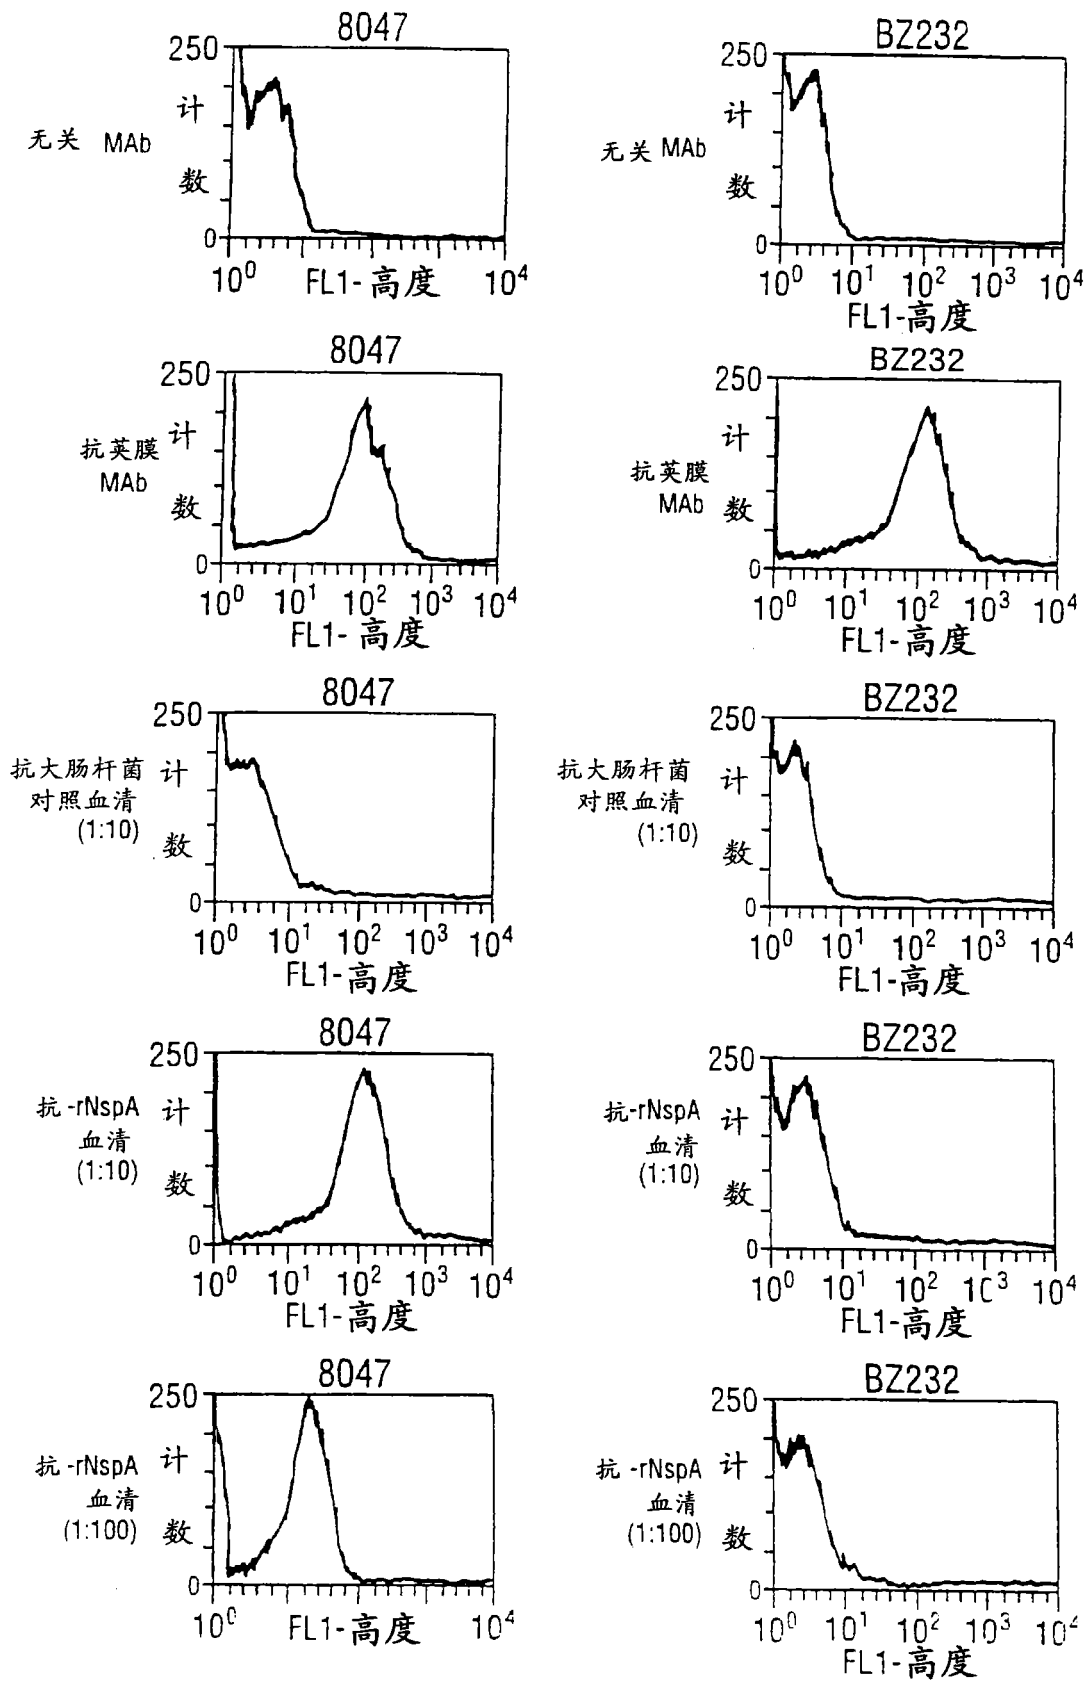 8047
250
计
无关 MAb
数
0
10⁰ 10⁴
FL1-高度
BZ232
250
计
无关 MAb
数
0
10⁰ 10¹ 10² 10³ 10⁴
FL1-高度
8047
250
计
抗荚膜
MAb
数
0
10⁰ 10¹ 10² 10³ 10⁴
FL1-高度
BZ232
250
计
抗荚膜
MAb
数
0
10⁰ 10¹ 10² 10³ 10⁴
FL1-高度
8047
250
抗大肠杆菌 计
对照血清
(1:10)
数
0
10⁰ 10¹ 10² 10³ 10⁴
FL1-高度
BZ232
250
抗大肠杆菌 计
对照血清
(1:10)
数
0
10⁰ 10¹ 10² 10³ 10⁴
FL1-高度
8047
250
抗-rNspA 计
血清
(1:10)
数
0
10⁰ 10¹ 10² 10³ 10⁴
FL1-高度
BZ232
250
抗-rNspA 计
血清
(1:10)
数
0
10⁰ 10¹ 10² 10³ 10⁴
FL1-高度
8047
250
抗-rNspA 计
血清
(1:100) 数
0
10⁰ 10⁴
FL1-高度
BZ232
250
抗-rNspA 计
血清
(1:100) 数
0
10⁰ 10¹ 10² 10³ 10⁴
FL1-高度